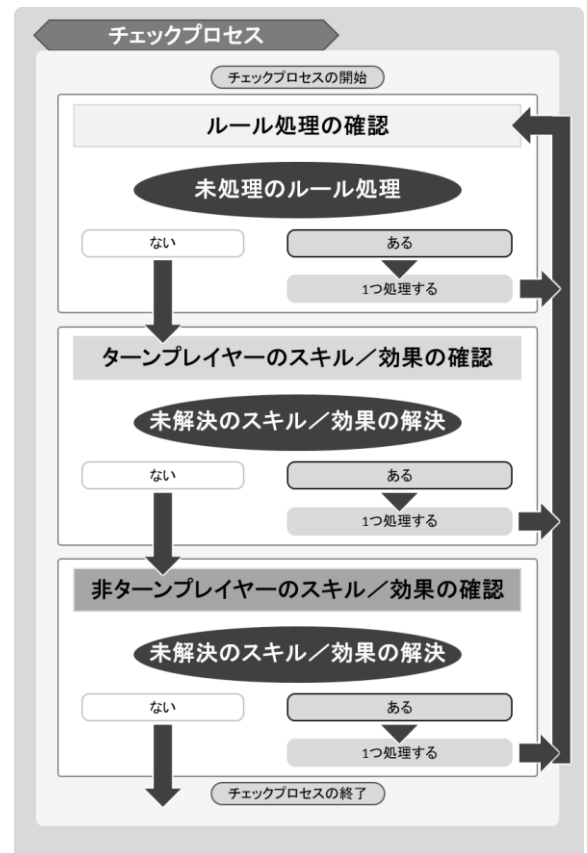 チェックプロセス
チェックプロセスの開始
ルール処理の確認
未処理のルール処理
ない
ある
1つ処理する
ターンプレイヤーのスキル／効果の確認
未解決のスキル／効果の解決
ない
ある
1つ処理する
非ターンプレイヤーのスキル／効果の確認
未解決のスキル／効果の解決
ない
ある
1つ処理する
チェックプロセスの終了